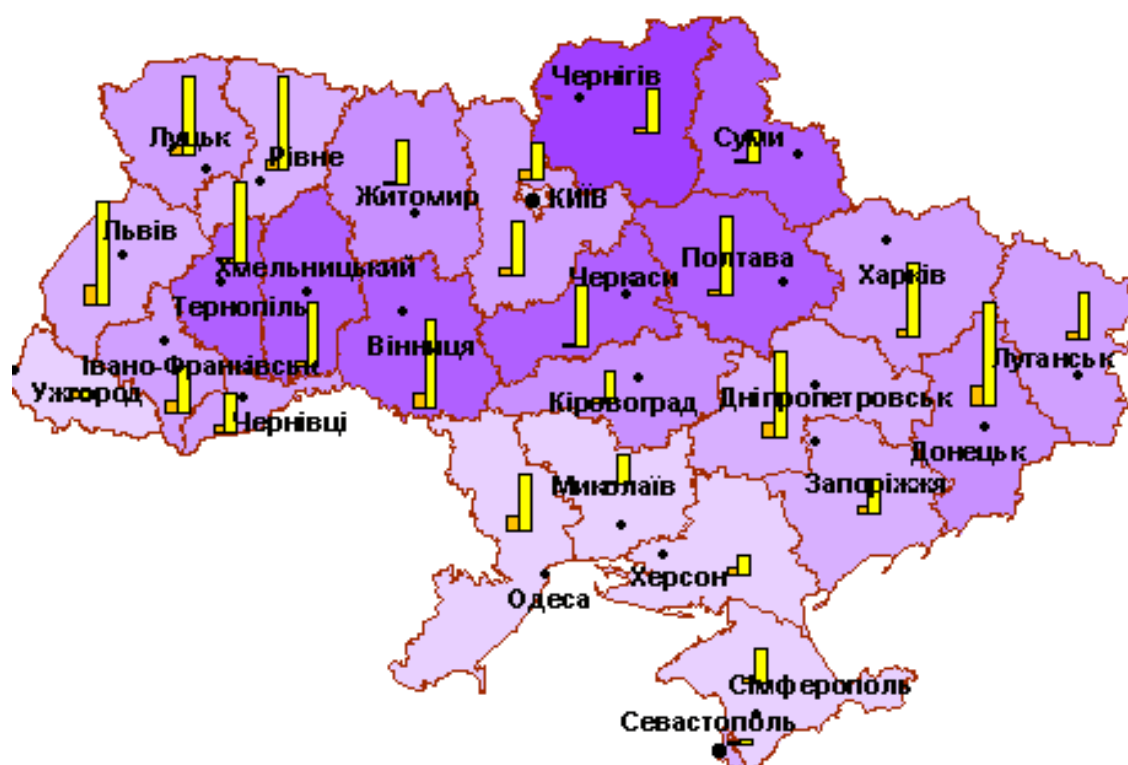 Чернігів
Суми
Луцьк
Рівне
Житомир
КИЇВ
Львів
Хмельницький
Черкаси
Полтава
Харків
Тернопіль
Вінниця
Івано-Франківськ
Луганськ
Ужгород
Кіровоград
Дніпропетровськ
Чернівці
Донецьк
Миколаїв
Запоріжжя
Херсон
Одеса
Сімферополь
Севастополь